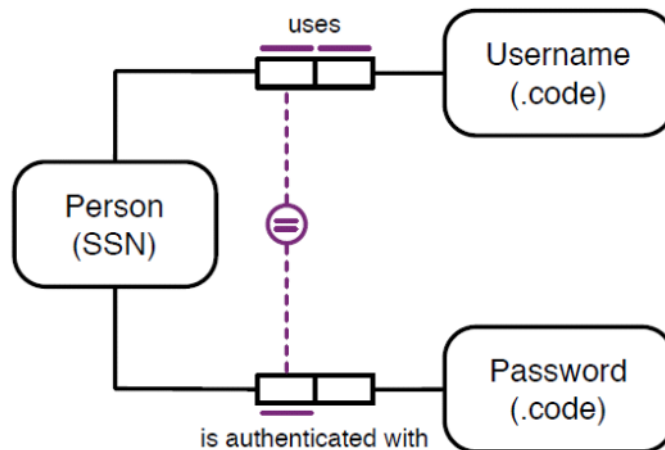 uses
Username
(.code)
Person
(SSN)
Password
(.code)
is authenticated with